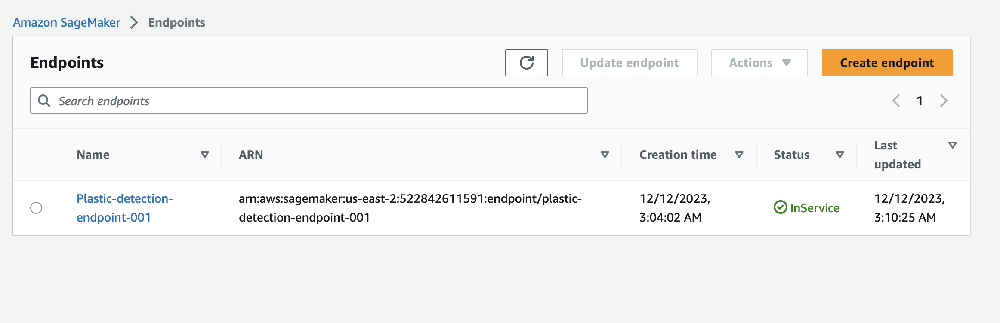 Amazon SageMaker > Endpoints
Endpoints
Update endpoint
Actions
Create endpoint
Search endpoints
1
Name
ARN
Creation time
Status
Last
updated
Plastic-detection-
endpoint-001
arn:aws:sagemaker:us-east-2:522842611591:endpoint/plastic-
detection-endpoint-001
12/12/2023,
3:04:02 AM
InService
12/12/2023,
3:10:25 AM